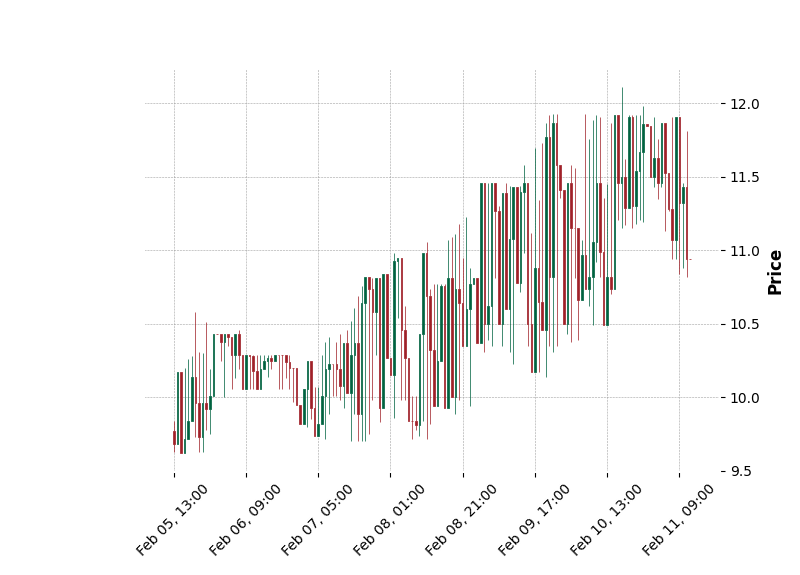 12.0
11.5
11.0
10.5
10.0
9.5
Price
Feb 05, 13:00
Feb 06, 09:00
Feb 07, 05:00
Feb 08, 01:00
Feb 08, 21:00
Feb 09, 17:00
Feb 10, 13:00
Feb 11, 09:00